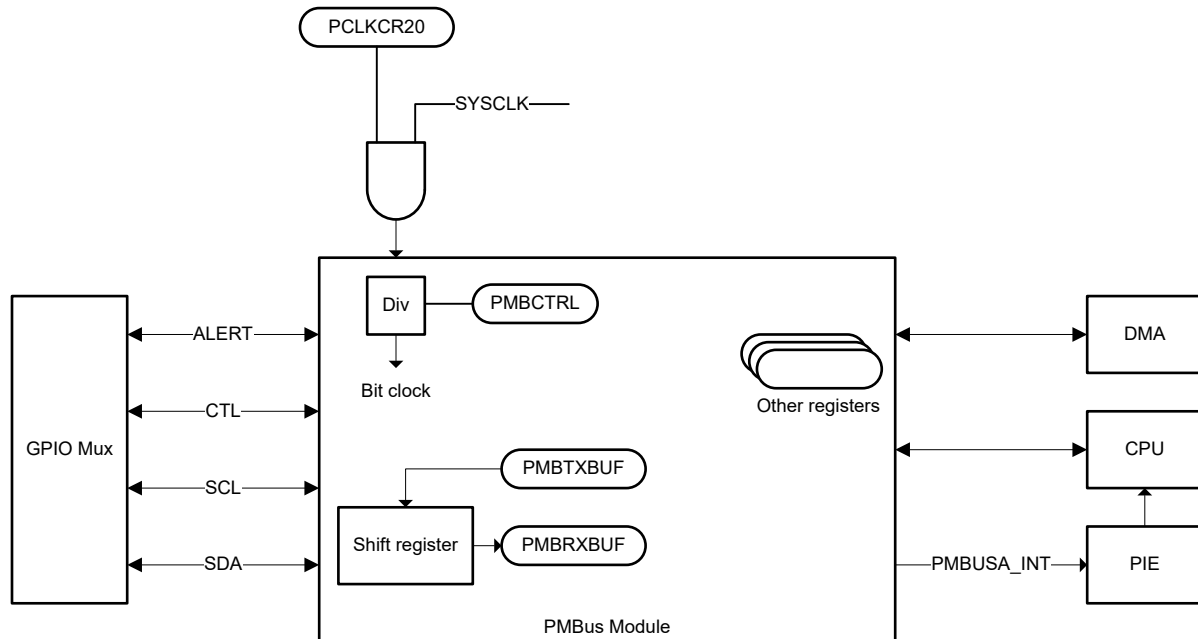 PCLKCR20
SYSCLK
Div
PMBCTRL
ALERT
DMA
Bit clock
Other registers
CTL
GPIO Mux
CPU
PMBTXBUF
SCL
Shift register
PMBRXBUF
SDA
PMBUSA_INT
PIE
PMBus Module